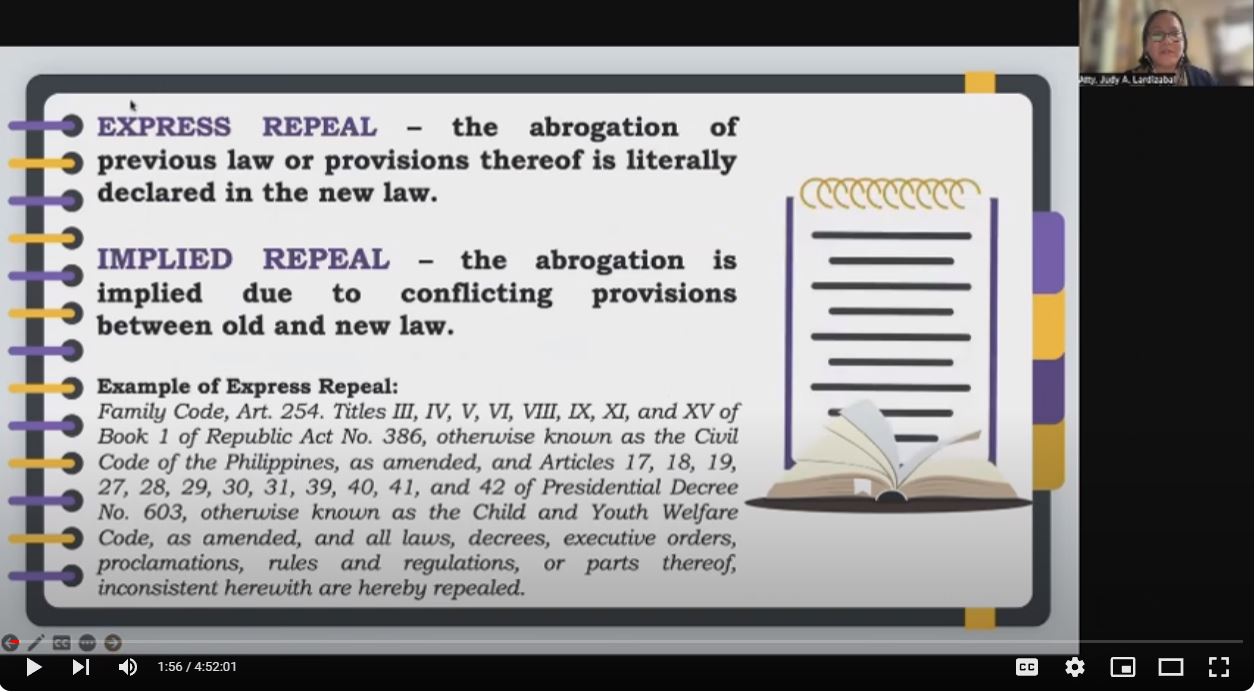 Atty. Judy A. Lardizabal
EXPRESS REPEAL – the abrogation of
previous law or provisions thereof is literally
declared in the new law.
IMPLIED REPEAL – the abrogation is
implied due to conflicting provisions
between old and new law.
Example of Express Repeal:
Family Code, Art. 254. Titles III, IV, V, VI, VIII, IX, XI, and XV of
Book 1 of Republic Act No. 386, otherwise known as the Civil
Code of the Philippines, as amended, and Articles 17, 18, 19,
27, 28, 29, 30, 31, 39, 40, 41, and 42 of Presidential Decree
No. 603, otherwise known as the Child and Youth Welfare
Code, as amended, and all laws, decrees, executive orders,
proclamations, rules and regulations, or parts thereof,
inconsistent herewith are hereby repealed.
CC
1:56 / 4:52:01
CC